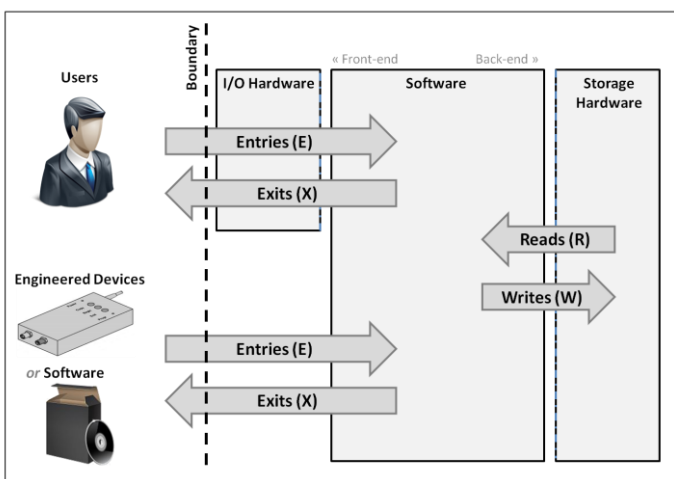 « Front-end
Back-end »
Users
Boundary
I/O Hardware
Software
Storage
Hardware
Entries (E)
Exits (X)
Reads (R)
Engineered Devices
Writes (W)
Entries (E)
or Software
Exits (X)